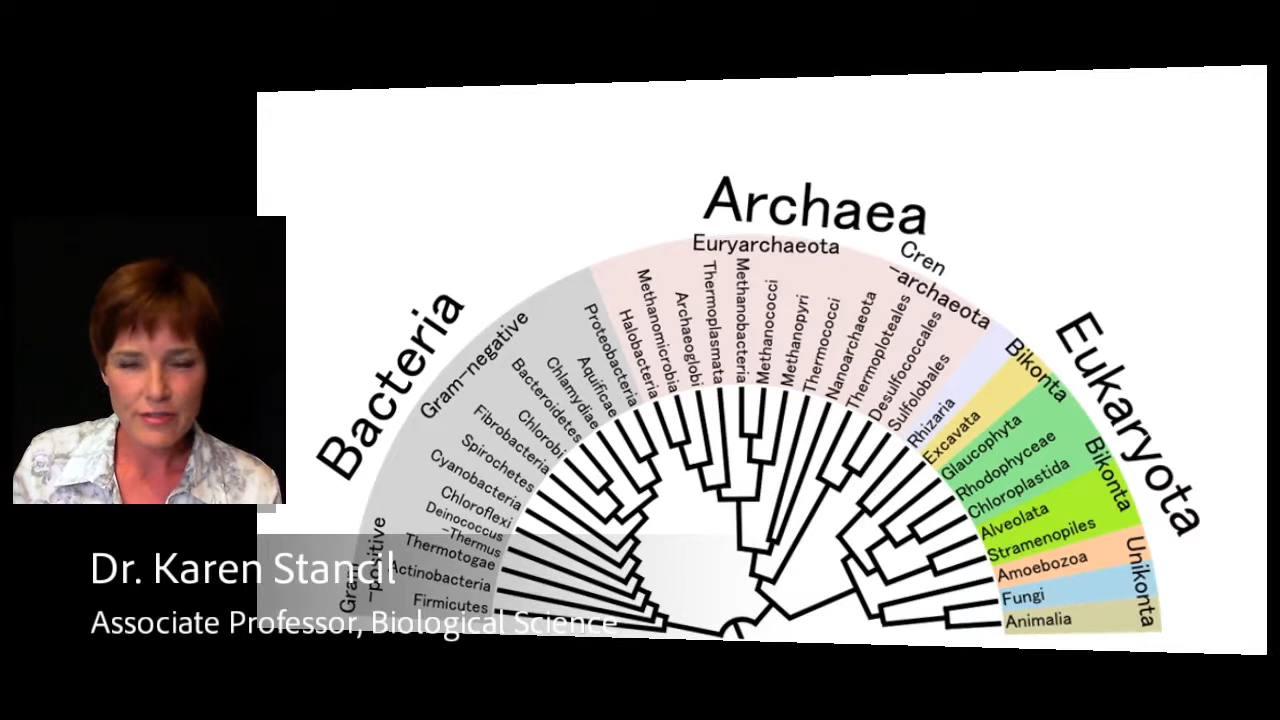 Archaea
Euryarchaeota
Cren
-archaeota
Bacteria
Gram-negative
Eukaryota
Bikonta
Bikonta
Unikonta
-positive
Firmicutes
Actinobacteria
Thermotogae
Deinococcus
-Thermus
Chloroflexi
Cyanobacteria
Spirochetes
Fibrobacteria
Chlorobi
Bacteroidetes
Chlamydiae
Aquificae
Proteobacteria
Halobacteria
Methanomicrobia
Archaeoglobi
Thermoplasmata
Methanobacteria
Methanococci
Methanopyri
Thermococci
Nanoarchaeota
Thermoploteales
Desulfococcales
Sulfolobales
Rhizaria
Excavata
Glaucophyta
Rhodophyceae
Chloroplastida
Alveolata
Stramenopiles
Amoebozoa
Fungi
Animalia
Dr. Karen Stancil
Associate Professor, Biological Science